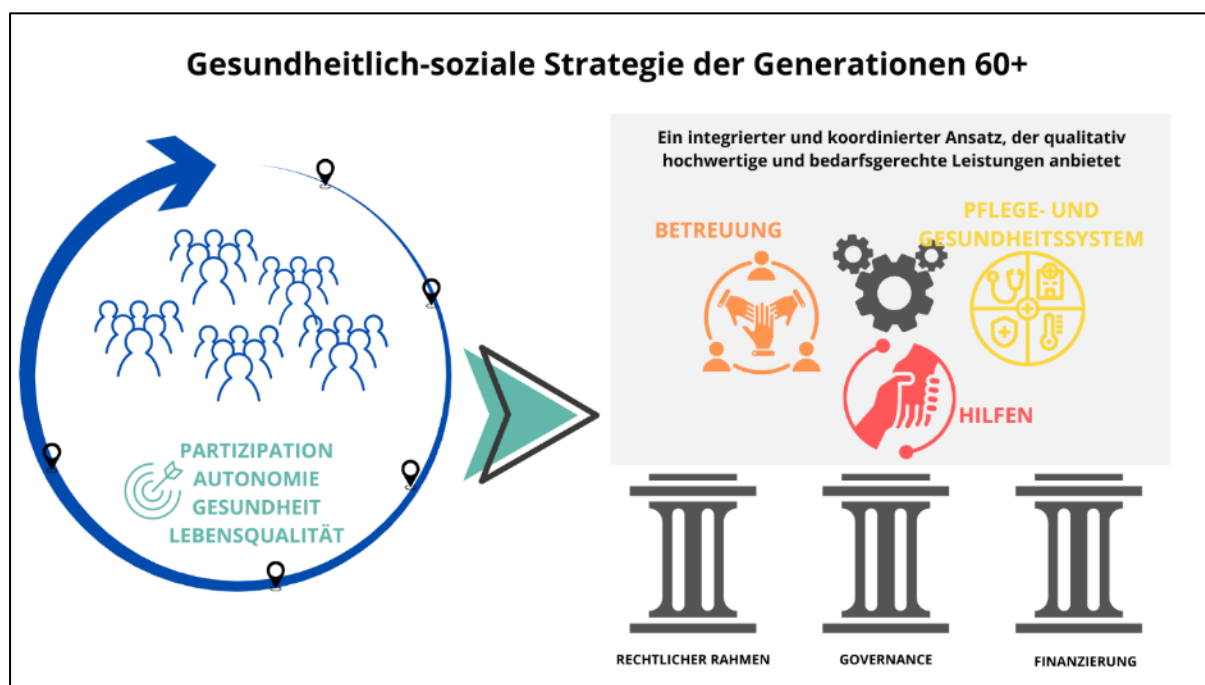 Gesundheitlich-soziale Strategie der Generationen 60+
PARTIZIPATION
AUTONOMIE
GESUNDHEIT
LEBENSQUALITÄT
Ein integrierter und koordinierter Ansatz, der qualitativ
hochwertige und bedarfsgerechte Leistungen anbietet
BETREUUNG
PFLEGE- UND
GESUNDHEITSSYSTEM
HILFEN
RECHTLICHER RAHMEN
GOVERNANCE
FINANZIERUNG